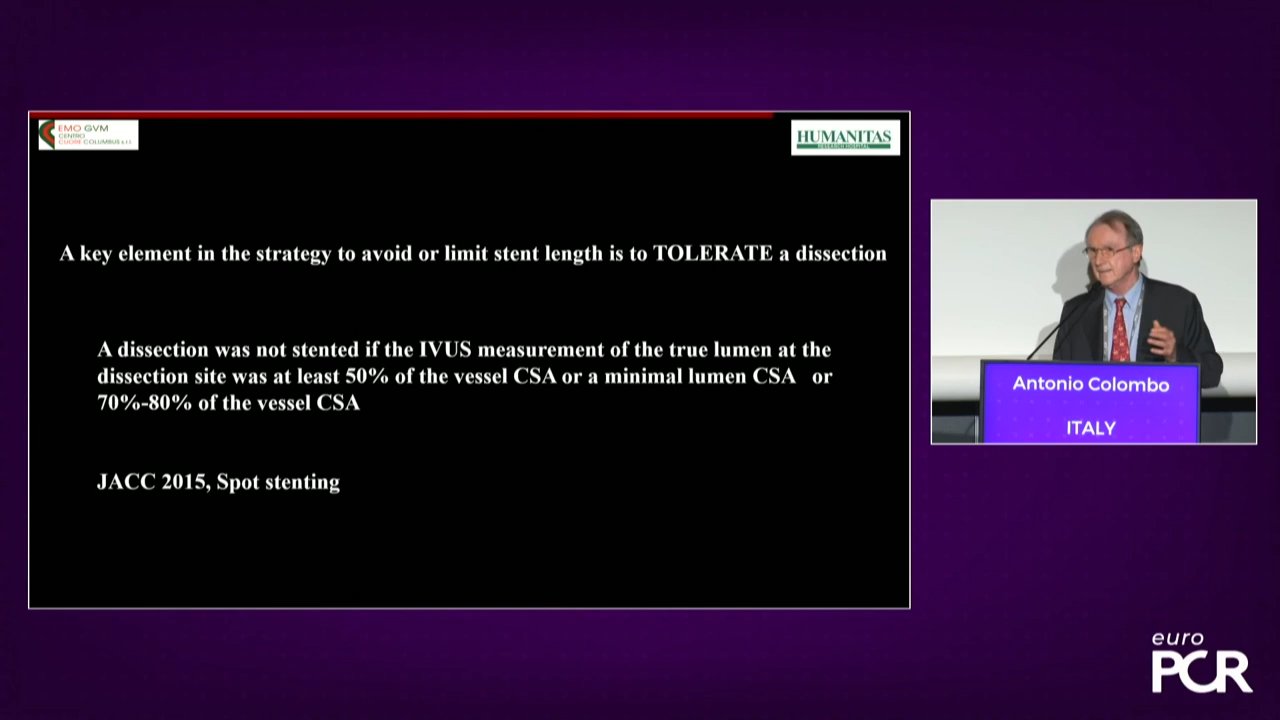 EMO GVM
CENTRO
CUORE COLUMBUS s.r.l.
HUMANITAS
RESEARCH HOSPITAL
A key element in the strategy to avoid or limit stent length is to TOLERATE a dissection
A dissection was not stented if the IVUS measurement of the true lumen at the
dissection site was at least 50% of the vessel CSA or a minimal lumen CSA or
70%-80% of the vessel CSA
JACC 2015, Spot stenting
Antonio Colombo
ITALY
euro
PCR